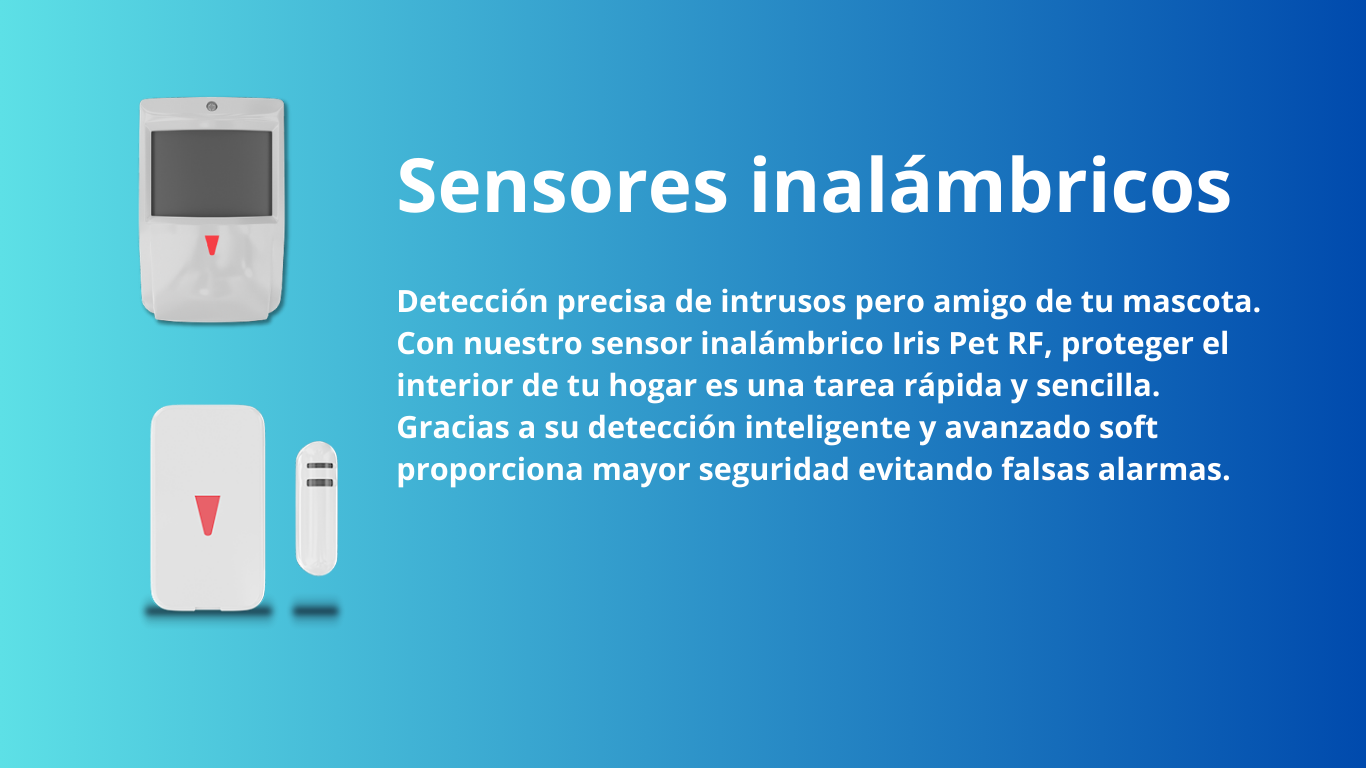 Sensores inalámbricos
Detección precisa de intrusos pero amigo de tu mascota.
Con nuestro sensor inalámbrico Iris Pet RF, proteger el
interior de tu hogar es una tarea rápida y sencilla.
Gracias a su detección inteligente y avanzado soft
proporciona mayor seguridad evitando falsas alarmas.